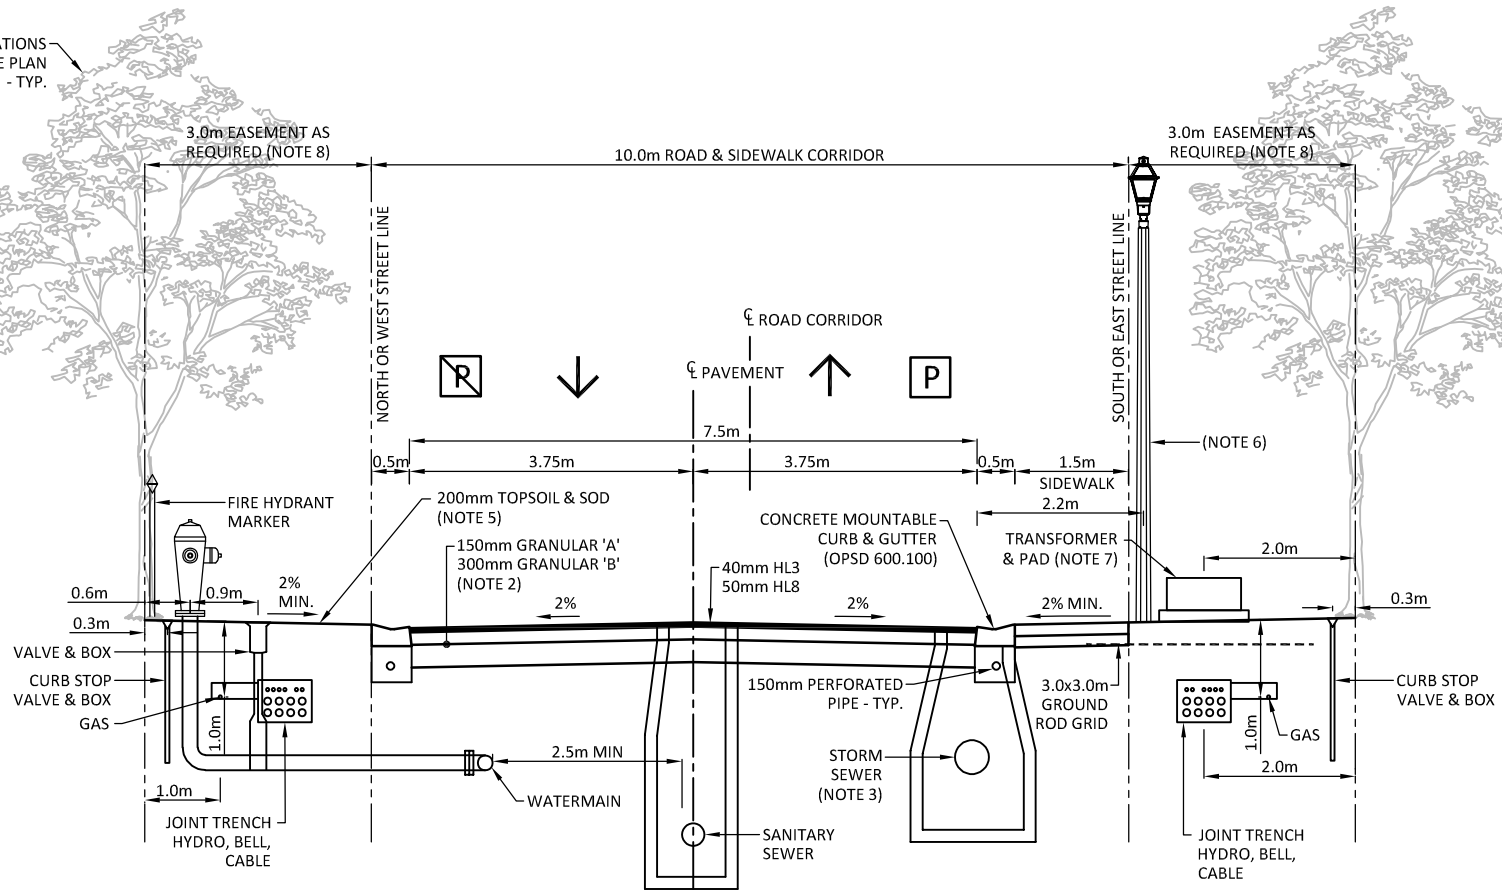 ATIONS
E PLAN
- TYP.
3.0m EASEMENT AS
REQUIRED (NOTE 8)
10.0m ROAD & SIDEWALK CORRIDOR
3.0m EASEMENT AS
REQUIRED (NOTE 8)
NORTH OR WEST STREET LINE
SOUTH OR EAST STREET LINE
℄ ROAD CORRIDOR
℄ PAVEMENT
P
P
7.5m
(NOTE 6)
0.5m
3.75m
3.75m
0.5m
1.5m
SIDEWALK
2.2m
FIRE HYDRANT
MARKER
200mm TOPSOIL & SOD
(NOTE 5)
150mm GRANULAR 'A'
300mm GRANULAR 'B'
(NOTE 2)
CONCRETE MOUNTABLE
CURB & GUTTER
(OPSD 600.100)
40mm HL3
50mm HL8
TRANSFORMER
& PAD (NOTE 7)
2.0m
0.6m
0.9m
2%
MIN.
2%
2%
2% MIN.
0.3m
0.3m
VALVE & BOX
CURB STOP
VALVE & BOX
GAS
1.0m
1.0m
JOINT TRENCH
HYDRO, BELL,
CABLE
2.5m MIN
WATERMAIN
SANITARY
SEWER
150mm PERFORATED
PIPE - TYP.
STORM
SEWER
(NOTE 3)
3.0x3.0m
GROUND
ROD GRID
CURB STOP
VALVE & BOX
GAS
1.0m
2.0m
JOINT TRENCH
HYDRO, BELL,
CABLE